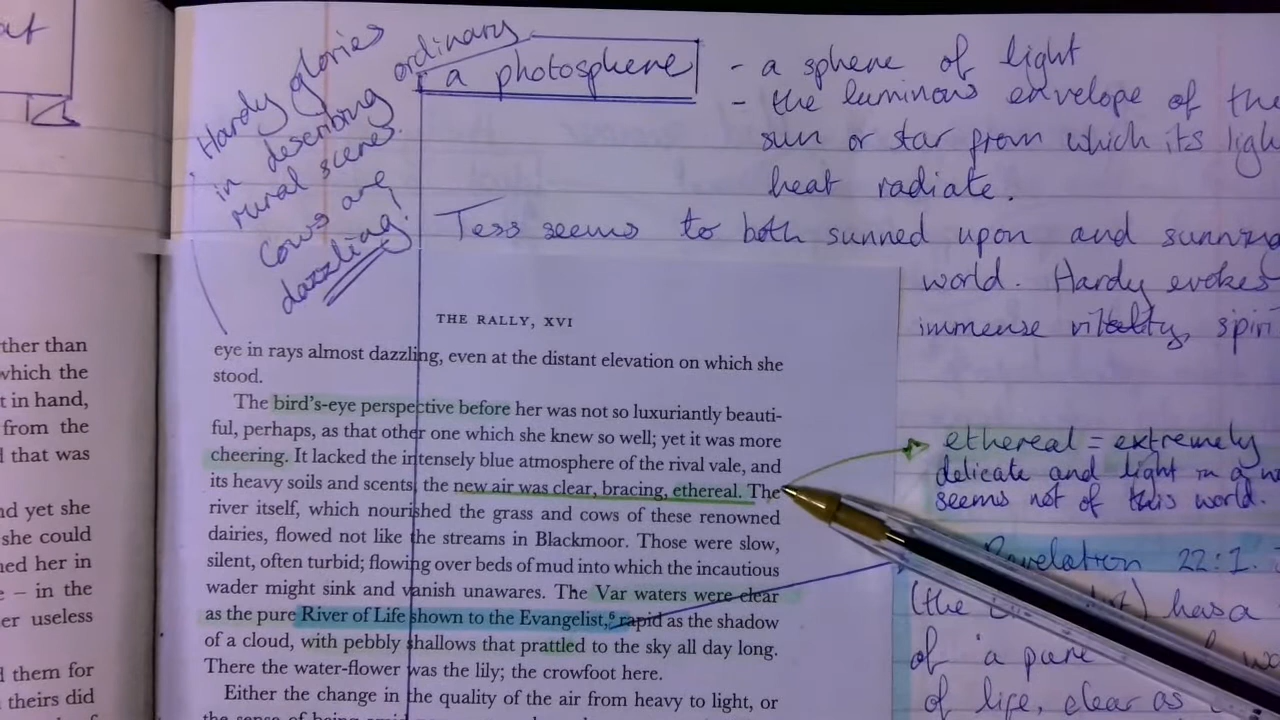 at
Hardy glories
in describing ordinary
rural scenes.
Cows are
dazzling!
a photosphere
- a sphere of light
- the luminous envelope of the
sun or star from which its
heat radiate.
Tess seems to both sunned upon and sunning
world. Hardy evokes
immense vitality,
THE RALLY, XVI
eye in rays almost dazzling, even at the distant elevation on which she
stood.
The bird's-eye perspective before her was not so luxuriantly beauti-
ful, perhaps, as that other one which she knew so well; yet it was more
cheering. It lacked the intensely blue atmosphere of the rival vale, and
its heavy soils and scents; the new air was clear, bracing, ethereal. The
river itself, which nourished the grass and cows of these renowned
dairies, flowed not like the streams in Blackmoor. Those were slow,
silent, often turbid; flowing over beds of mud into which the incautious
wader might sink and vanish unawares. The Var waters were clear
as the pure River of Life shown to the Evangelist,⁶ rapid as the shadow
of a cloud, with pebbly shallows that prattled to the sky all day long.
There the water-flower was the lily; the crowfoot here.
Either the change in the quality of the air from heavy to light, or
ther than
which the
t in hand,
from the
d that was
nd yet she
she could
ned her in
e – in the
er useless
d them for
theirs did
ethereal = extremely
delicate and light in a
seems not of this world.
Revelation 22:1.
(the
has a
of 'a pure
of life, clear as